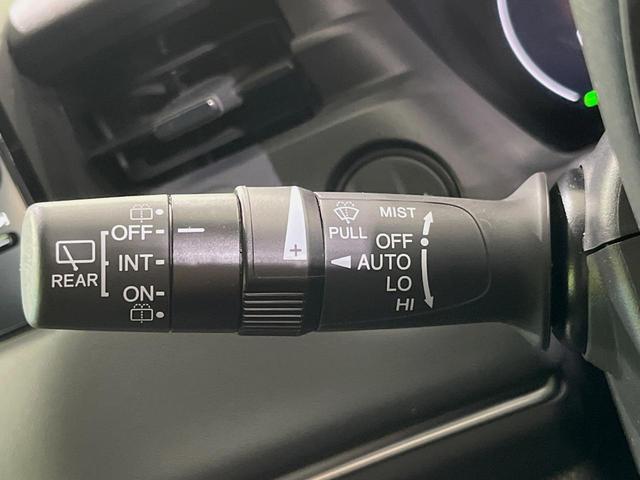 REAR
OFF
INT
ON
+
PULL
MIST
OFF
AUTO
LO
HI